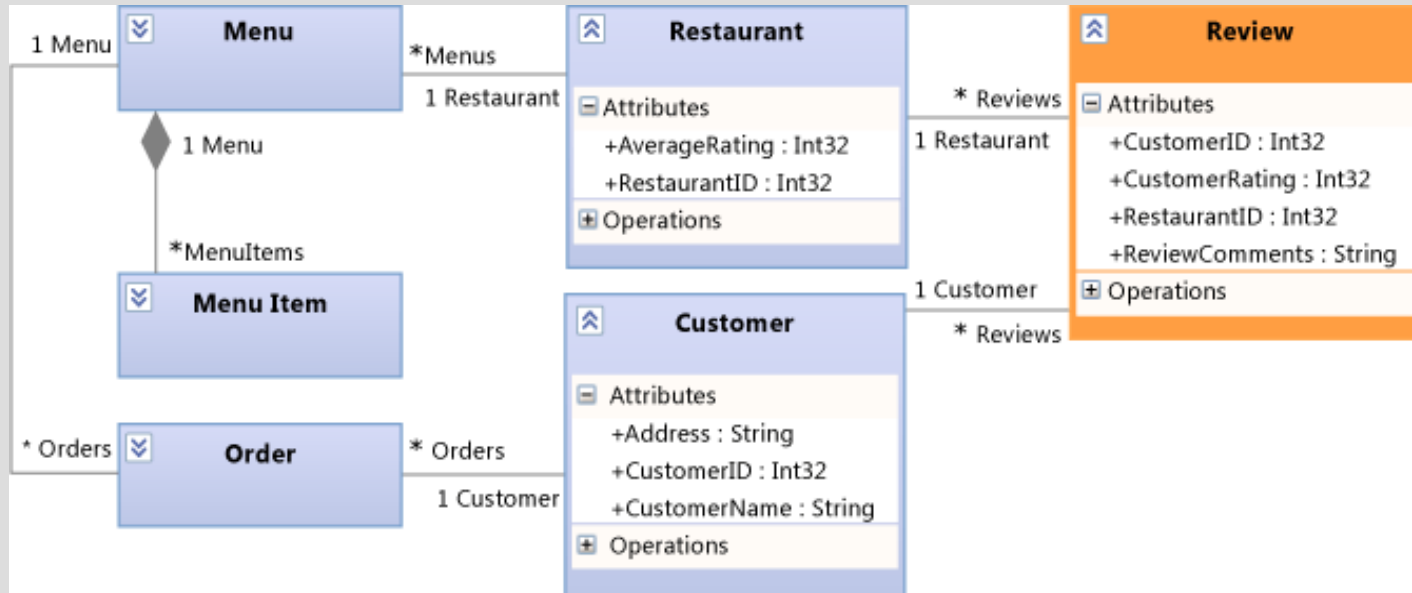 1 Menu
Menu
*Menus
1 Restaurant
1 Menu
*MenuItems
Menu Item
* Orders
Order
* Orders
1 Customer
Restaurant
Attributes
+AverageRating : Int32
+RestaurantID : Int32
Operations
* Reviews
1 Restaurant
Customer
Attributes
+Address : String
+CustomerID : Int32
+CustomerName : String
Operations
1 Customer
* Reviews
Review
Attributes
+CustomerID : Int32
+CustomerRating : Int32
+RestaurantID : Int32
+ReviewComments : String
Operations